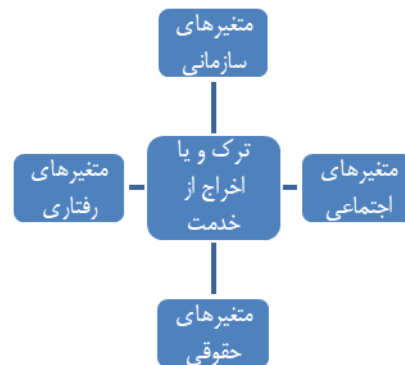 متغیرهای
سازمانی
ترک و یا
اخراج از
خدمت
متغیرهای
اجتماعی
متغیرهای
رفتاری
متغیرهای
حقوقی